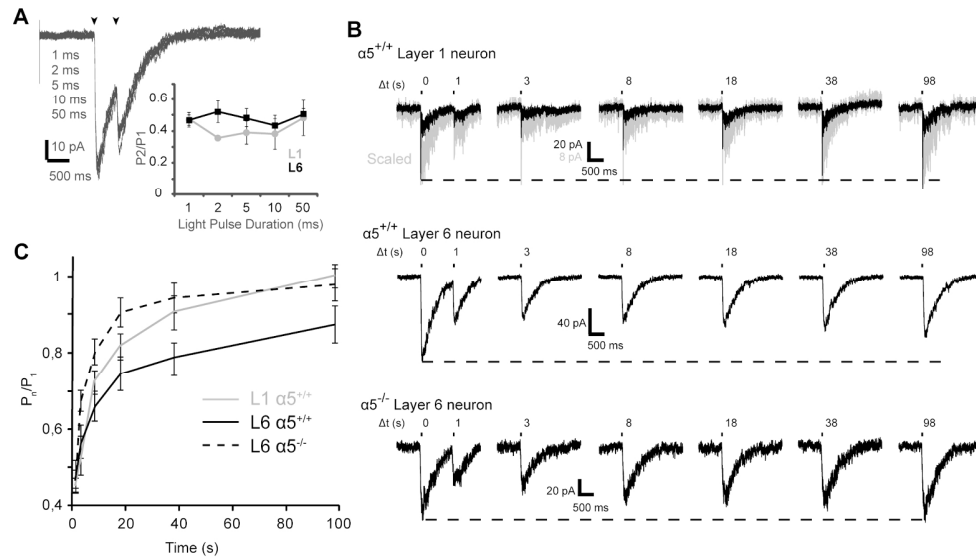 A
1 ms
2 ms
5 ms
10 ms
50 ms
10 pA
500 ms
P2/P1
0.6
0.4
0.2
0
L1
L6
1 2 5 10 50
Light Pulse Duration (ms)
B
α5+/+ Layer 1 neuron
Δt (s) 0 1 3 8 18 38 98
Scaled
20 pA
8 pA
500 ms
α5+/+ Layer 6 neuron
Δt (s) 0 1 3 8 18 38 98
40 pA
500 ms
α5-/- Layer 6 neuron
Δt (s) 0 1 3 8 18 38 98
20 pA
500 ms
C
Pn/P1
1
0,8
0,6
0,4
L1 α5+/+
L6 α5+/+
L6 α5-/-
0 20 40 60 80 100
Time (s)